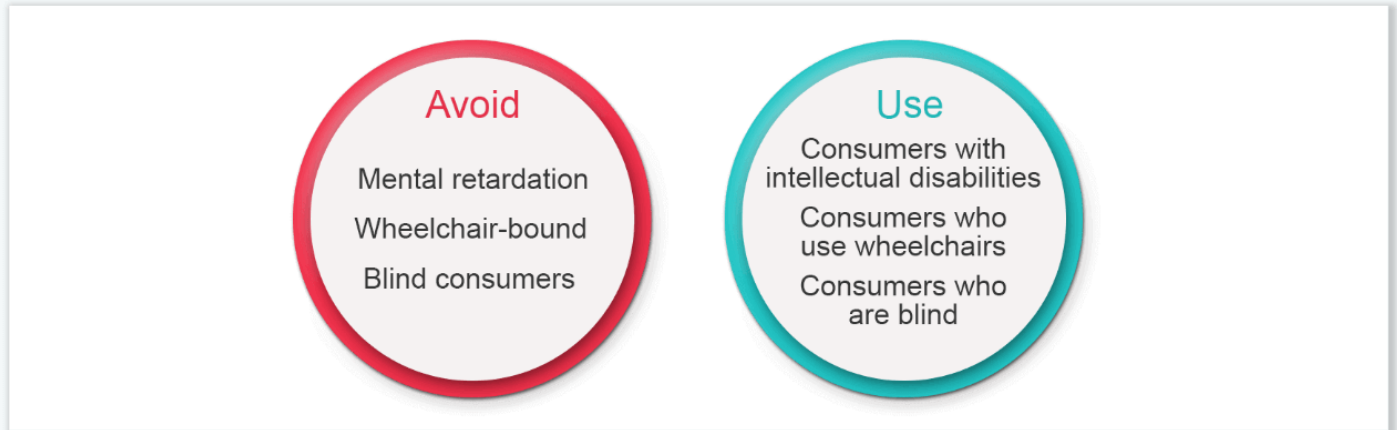 Avoid
Mental retardation
Wheelchair-bound
Blind consumers
Use
Consumers with
intellectual disabilities
Consumers who
use wheelchairs
Consumers who
are blind